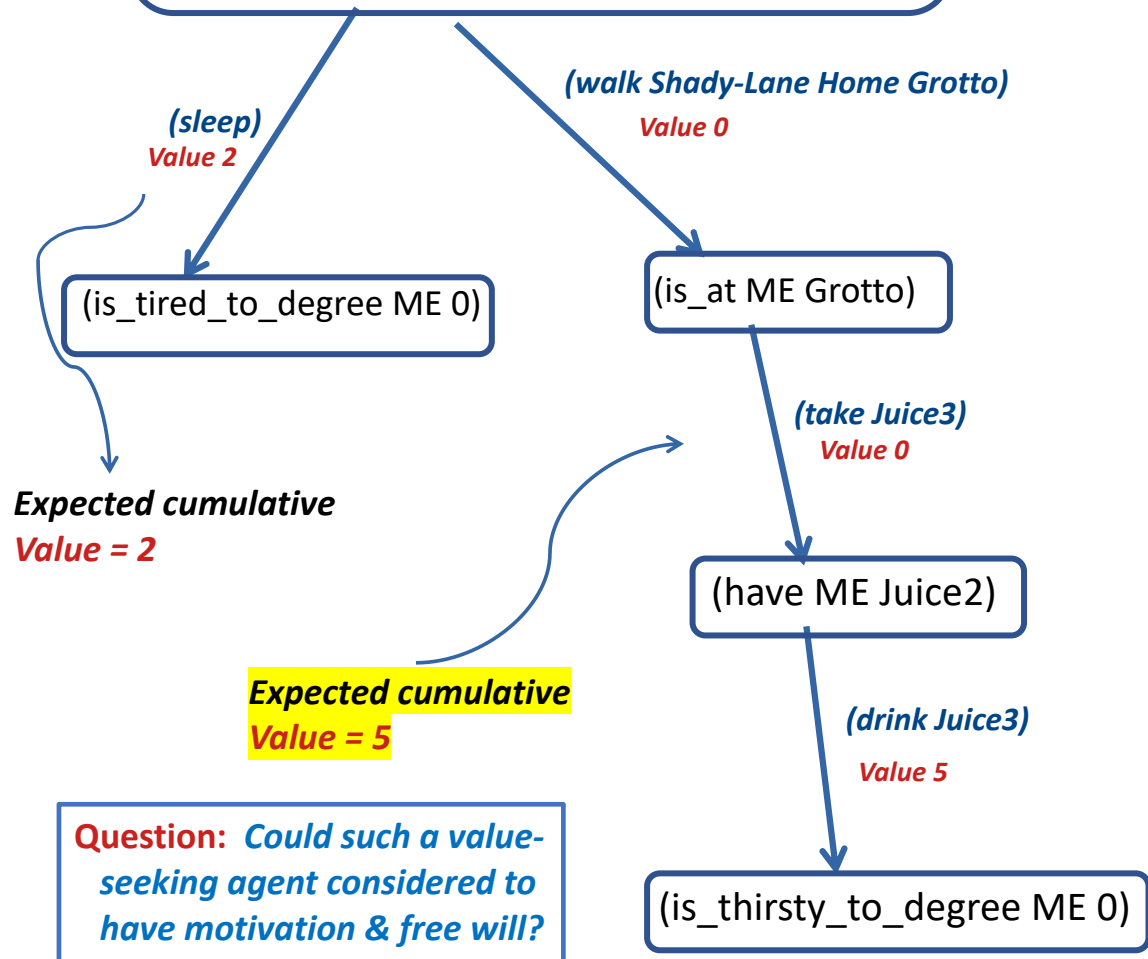 (walk Shady-Lane Home Grotto)
Value 0
(sleep)
Value 2
(is_tired_to_degree ME 0)
(is_at ME Grotto)
(take Juice3)
Value 0
Expected cumulative
Value = 2
(have ME Juice2)
Expected cumulative
Value = 5
(drink Juice3)
Value 5
Question: Could such a value-
seeking agent considered to
have motivation & free will?
(is_thirsty_to_degree ME 0)